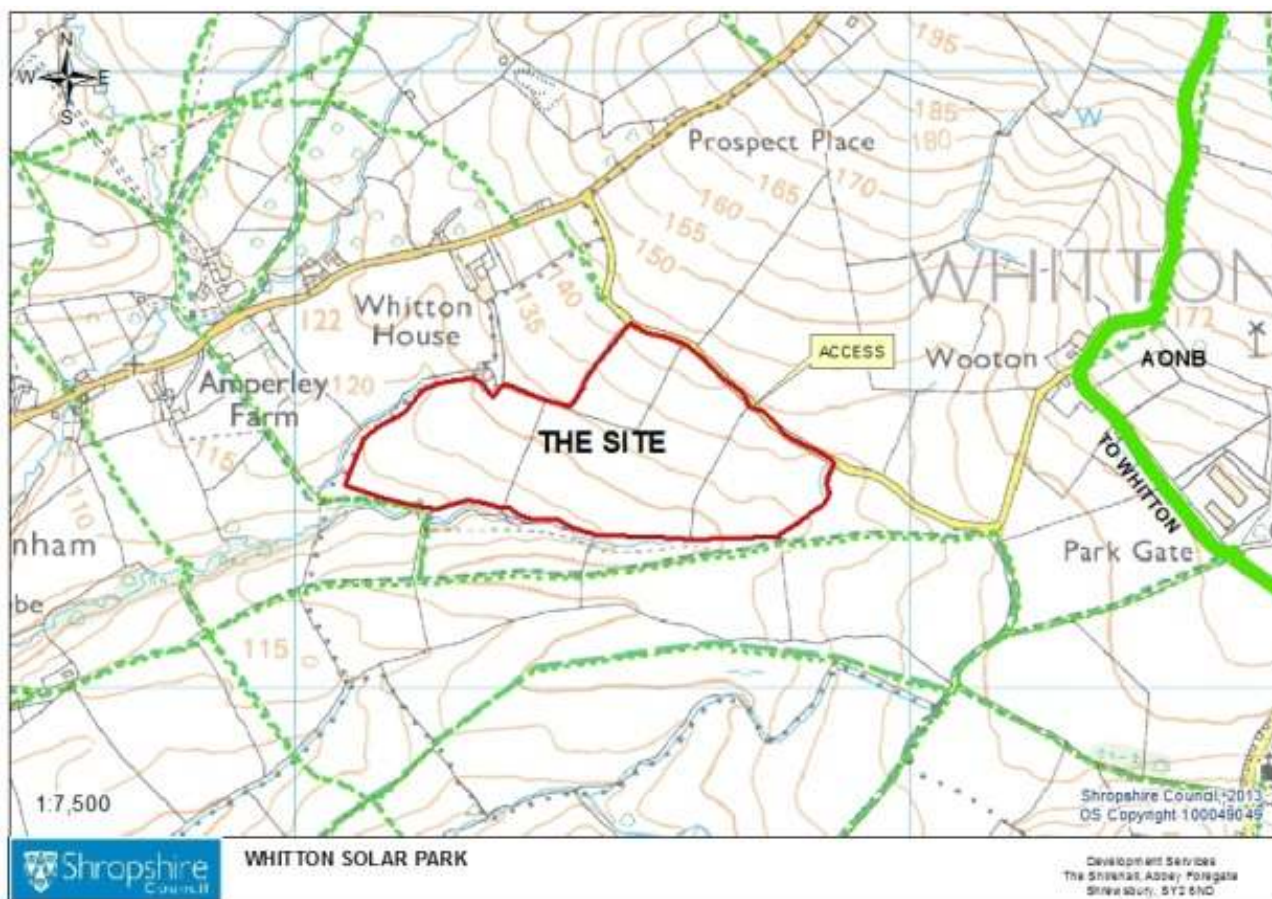 N
W E
S
195
185
180
W
Prospect Place
170
165
160
155
150
WHITTON
140
135
Whitton
House
122
172
ACCESS
Wooton
AONB
120
Amperley
Farm
THE SITE
115
TO WHITTON
110
nham
Park Gate
be
115
1:7,500
Shropshire Council, 2013
OS Copyright 100049049
Shropshire
Council
WHITTON SOLAR PARK
Development Services
The Shirehall, Abbey Foregate
Shrewsbury, SY2 6ND